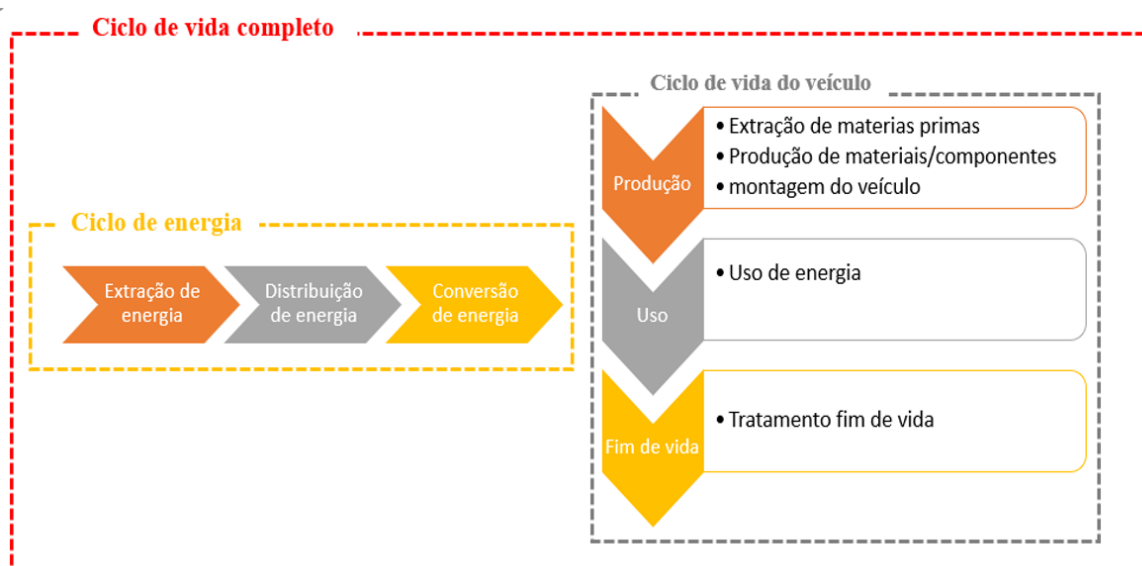 Ciclo de vida completo
Ciclo de vida do veículo
Produção
• Extração de materias primas
• Produção de materiais/componentes
• montagem do veículo
Ciclo de energia
Extração de
energia
Distribuição
de energia
Conversão
de energia
Uso
• Uso de energia
Fim de vida
• Tratamento fim de vida